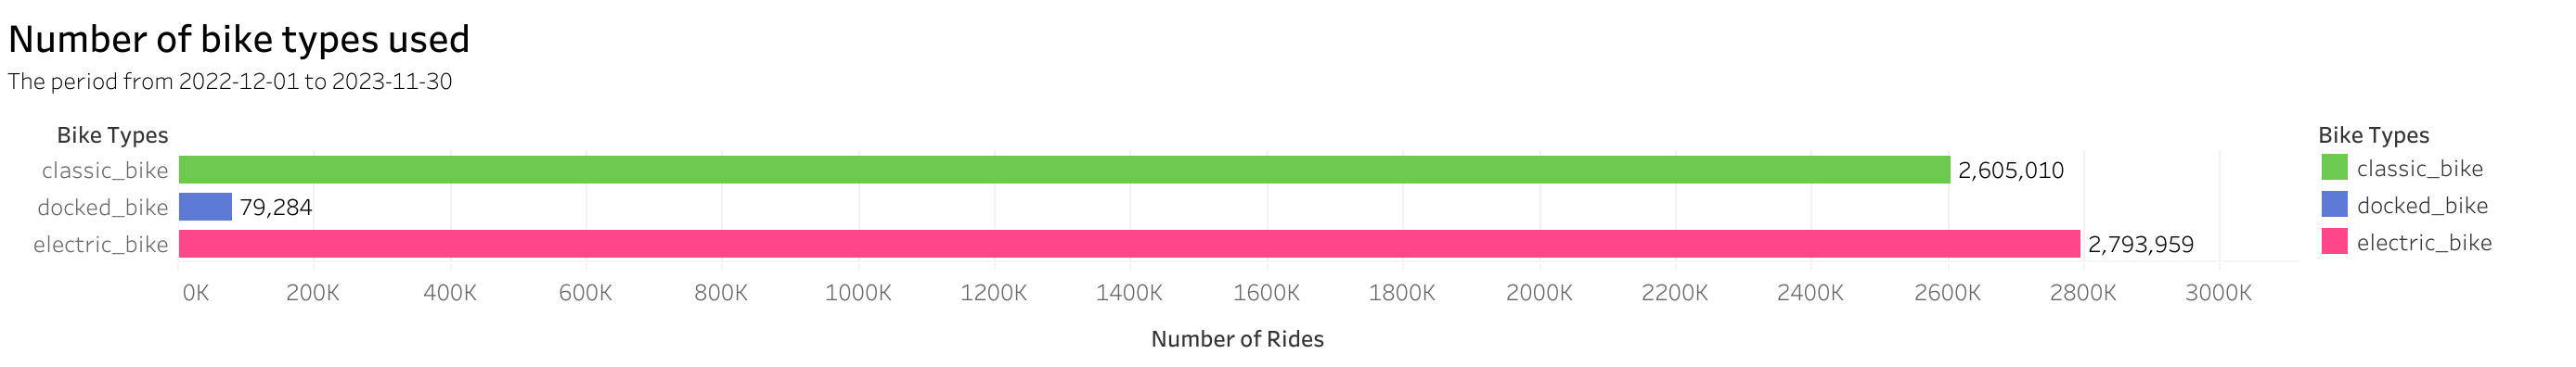 Number of bike types used
The period from 2022-12-01 to 2023-11-30
Bike Types
classic_bike 2,605,010
docked_bike 79,284
electric_bike 2,793,959
0K 200K 400K 600K 800K 1000K 1200K 1400K 1600K 1800K 2000K 2200K 2400K 2600K 2800K 3000K
Number of Rides
Bike Types
classic_bike
docked_bike
electric_bike